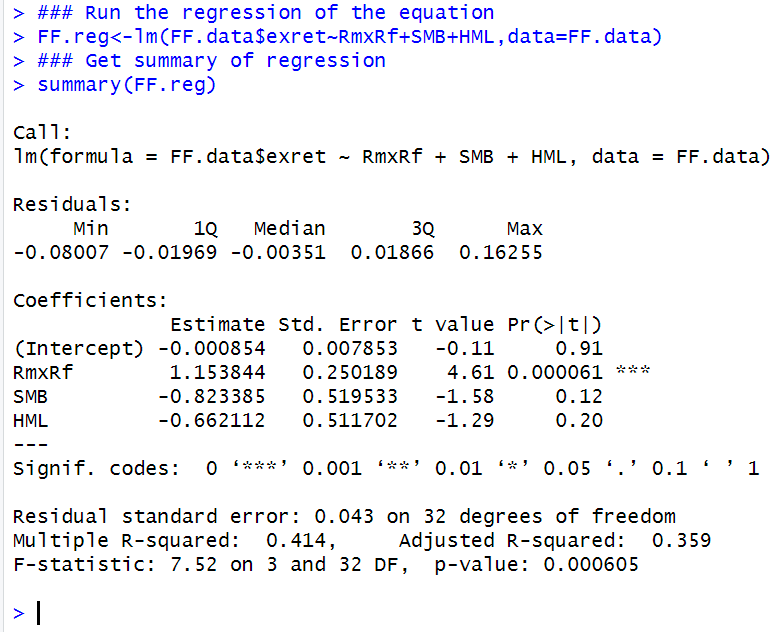 > ### Run the regression of the equation
> FF.reg<-lm(FF.data$exret~RmxRf+SMB+HML,data=FF.data)
> ### Get summary of regression
> summary(FF.reg)
Call:
lm(formula = FF.data$exret ~ RmxRf + SMB + HML, data = FF.data)
Residuals:
     Min       1Q   Median       3Q      Max
-0.08007 -0.01969 -0.00351  0.01866  0.16255
Coefficients:
             Estimate Std. Error t value Pr(>|t|)
(Intercept) -0.000854   0.007853   -0.11     0.91
RmxRf        1.153844   0.250189    4.61 0.000061 ***
SMB         -0.823385   0.519533   -1.58     0.12
HML         -0.662112   0.511702   -1.29     0.20
---
Signif. codes:  0 ‘***’ 0.001 ‘**’ 0.01 ‘*’ 0.05 ‘.’ 0.1 ‘ ’ 1
Residual standard error: 0.043 on 32 degrees of freedom
Multiple R-squared:  0.414,     Adjusted R-squared:  0.359
F-statistic: 7.52 on 3 and 32 DF,  p-value: 0.000605
>